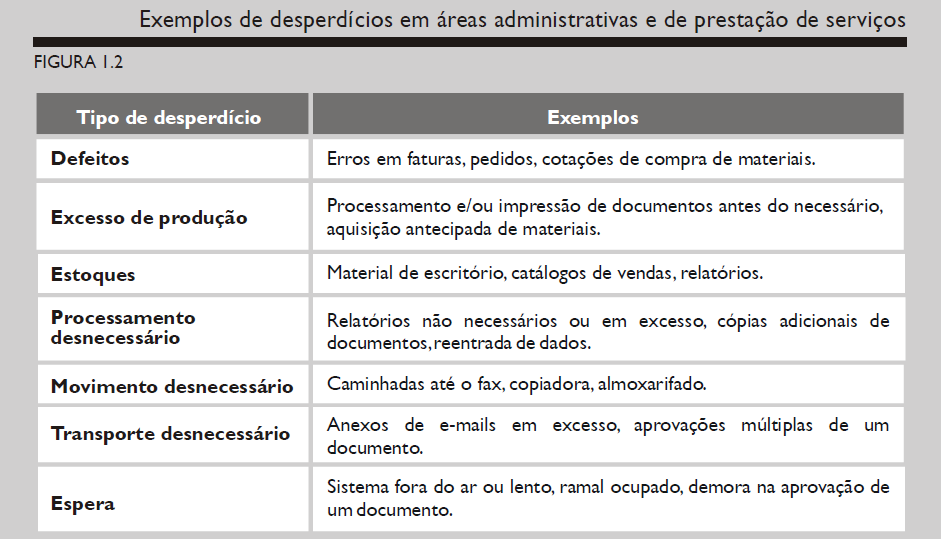 Exemplos de desperdícios em áreas administrativas e de prestação de serviços
FIGURA 1.2
Tipo de desperdício
Exemplos
Defeitos
Erros em faturas, pedidos, cotações de compra de materiais.
Excesso de produção
Processamento e/ou impressão de documentos antes do necessário,
aquisição antecipada de materiais.
Estoques
Material de escritório, catálogos de vendas, relatórios.
Processamento
desnecessário
Relatórios não necessários ou em excesso, cópias adicionais de
documentos, reentrada de dados.
Movimento desnecessário
Caminhadas até o fax, copiadora, almoxarifado.
Transporte desnecessário
Anexos de e-mails em excesso, aprovações múltiplas de um
documento.
Espera
Sistema fora do ar ou lento, ramal ocupado, demora na aprovação de
um documento.